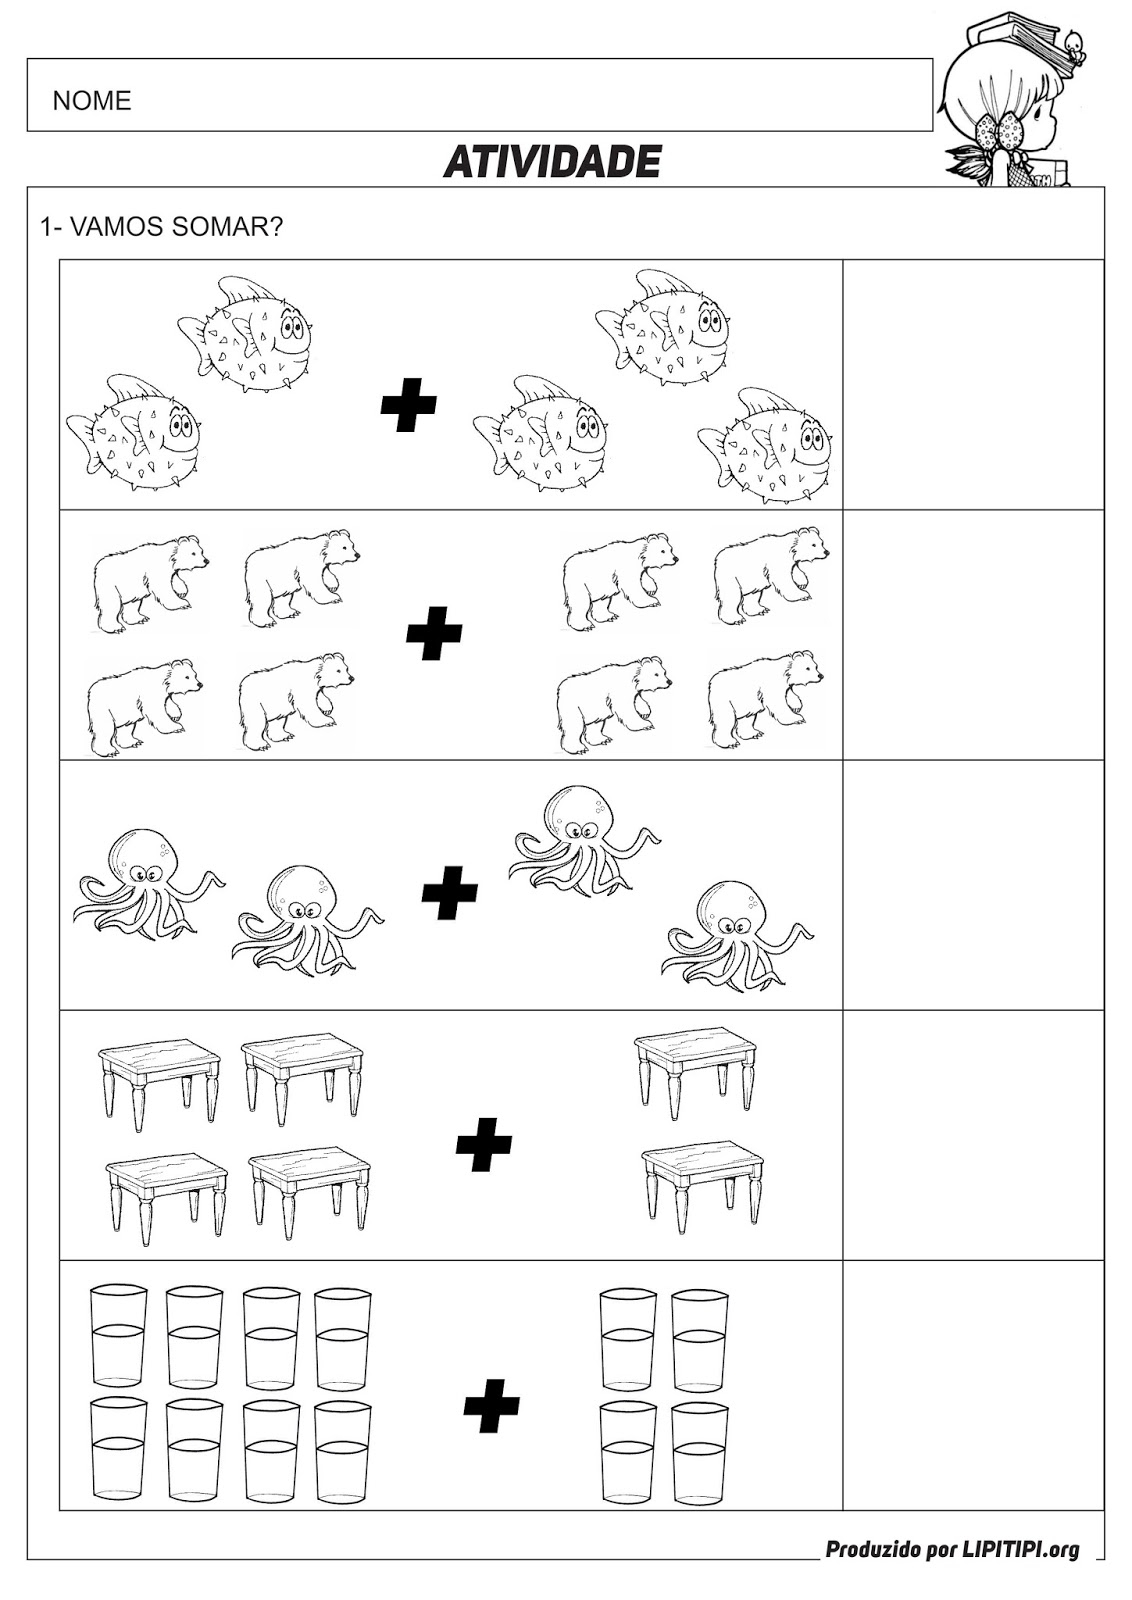 NOME
ATIVIDADE
1- VAMOS SOMAR?
Produzido por LIPITIPI.org